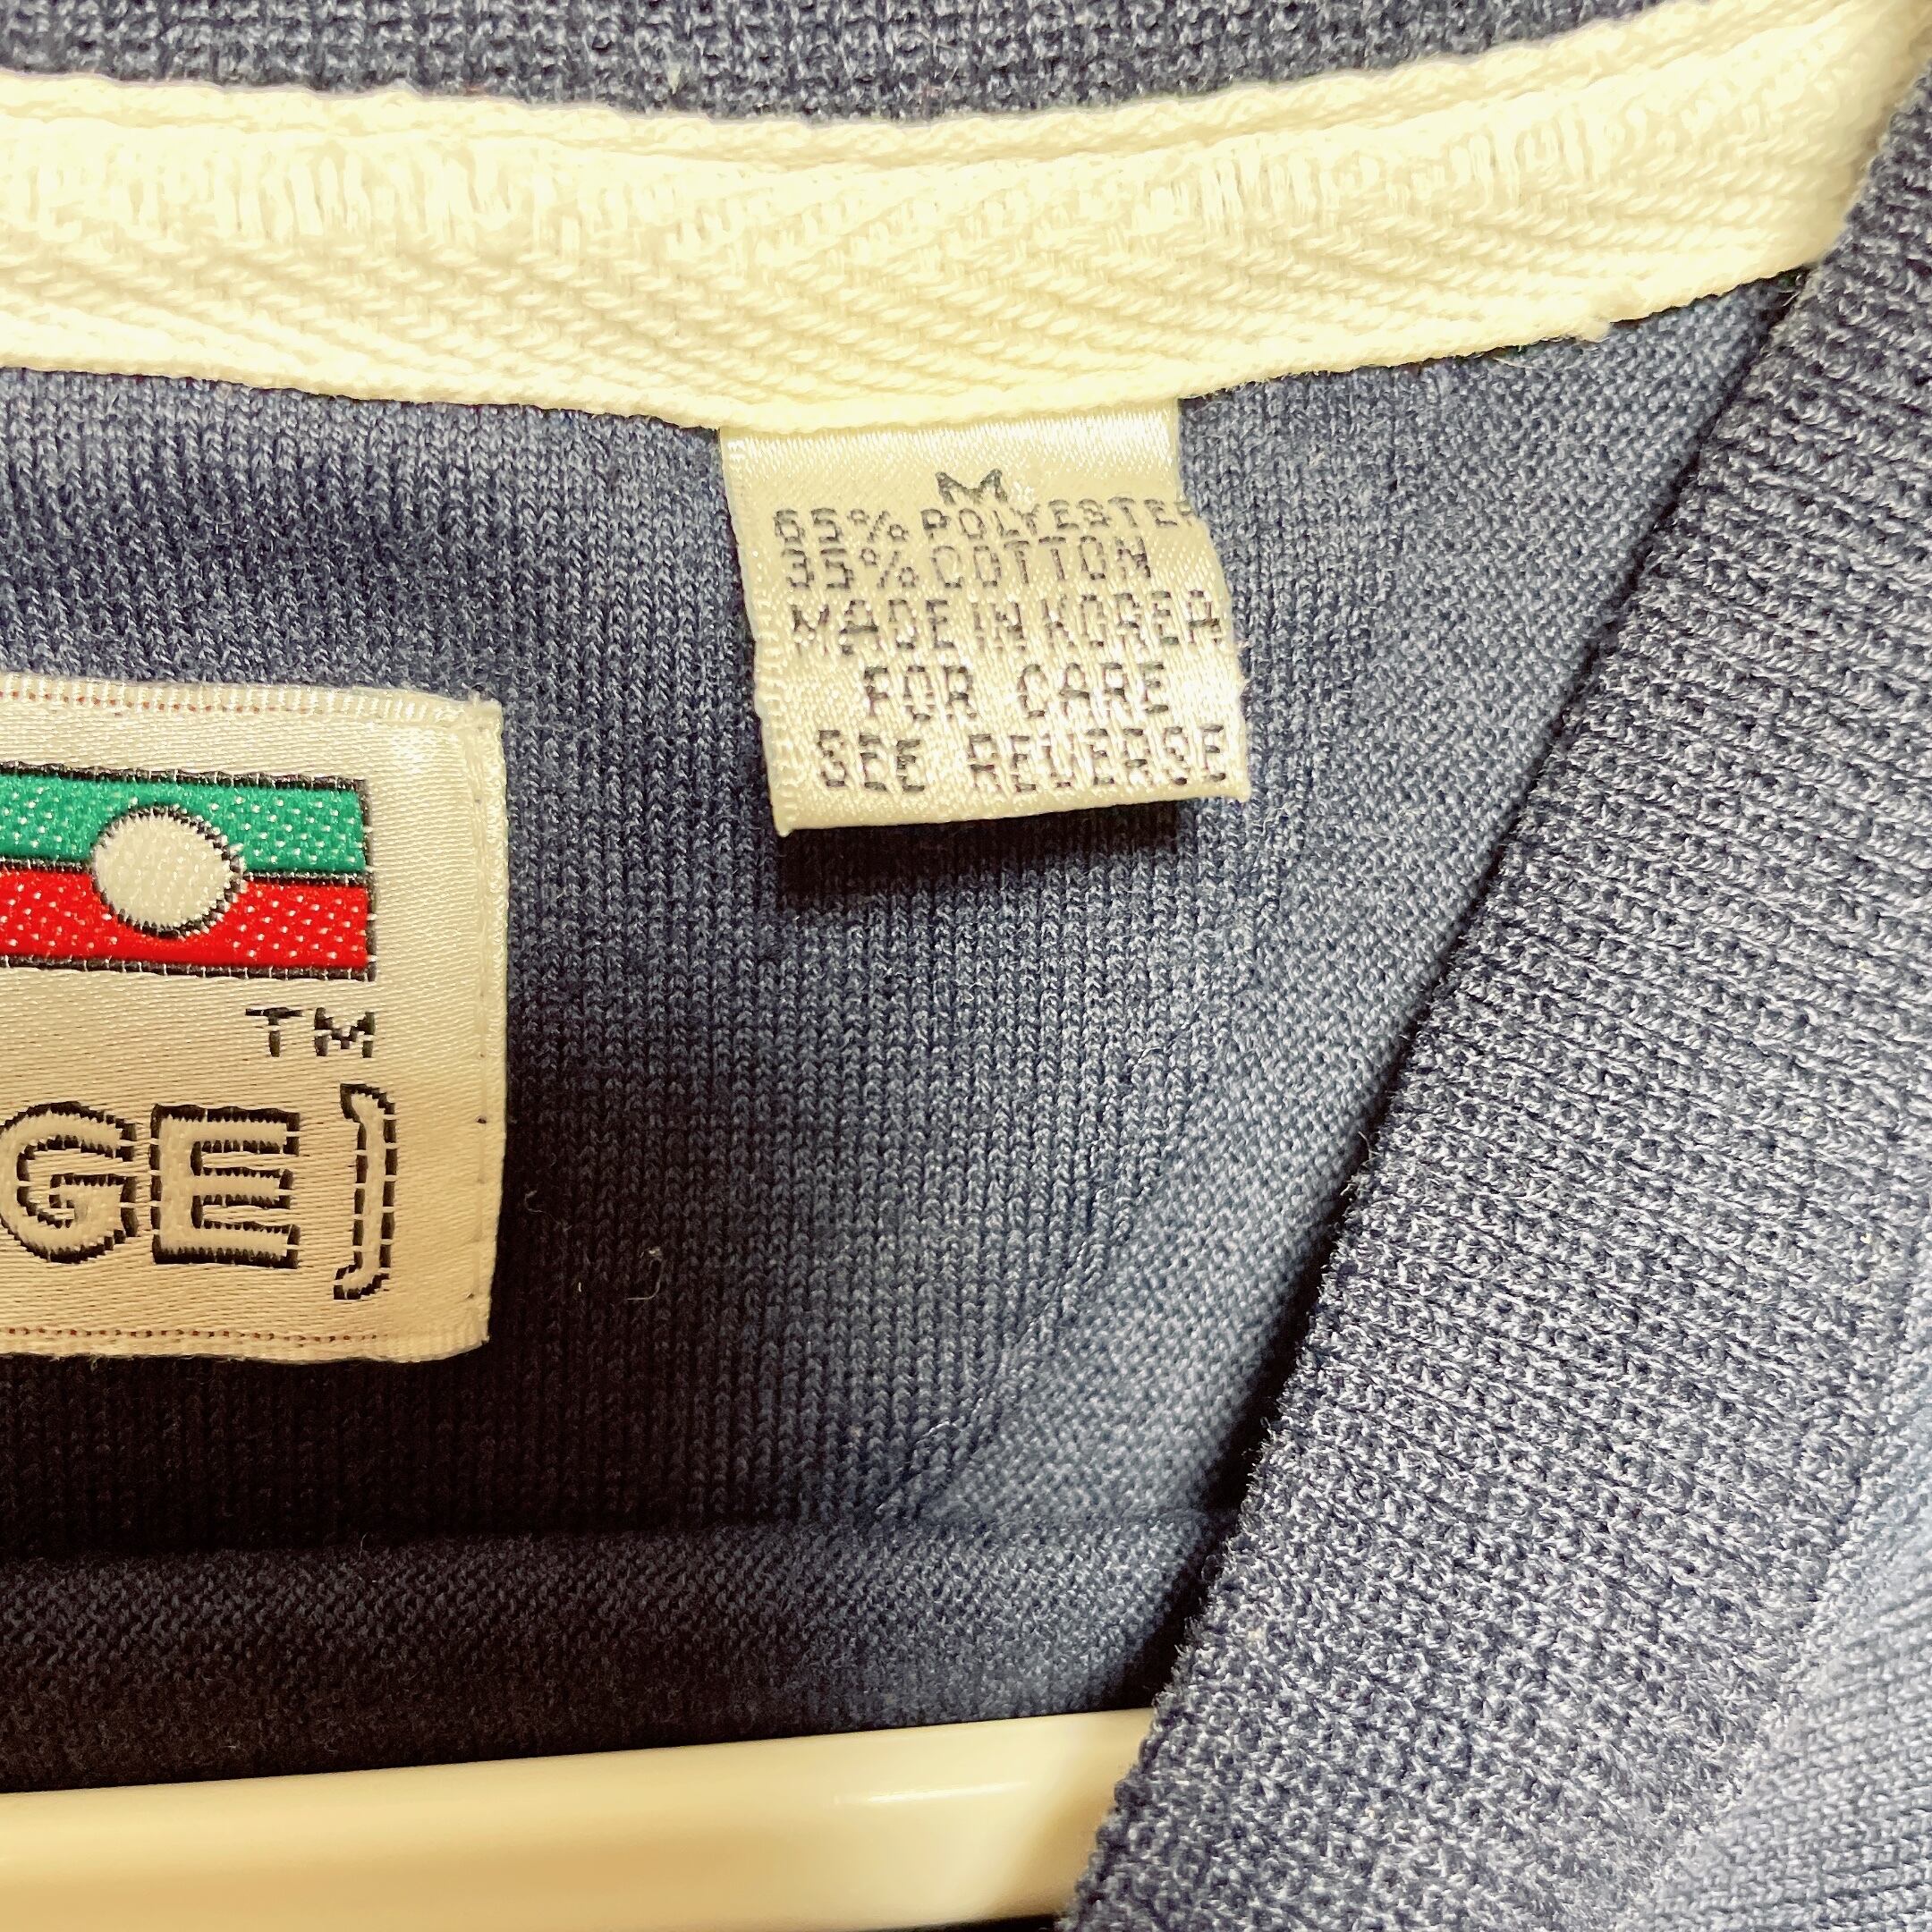 M
65% POLYESTER
35% COTTON
MADE IN KOREA
FOR CARE
SEE REVERSE
TM
GE